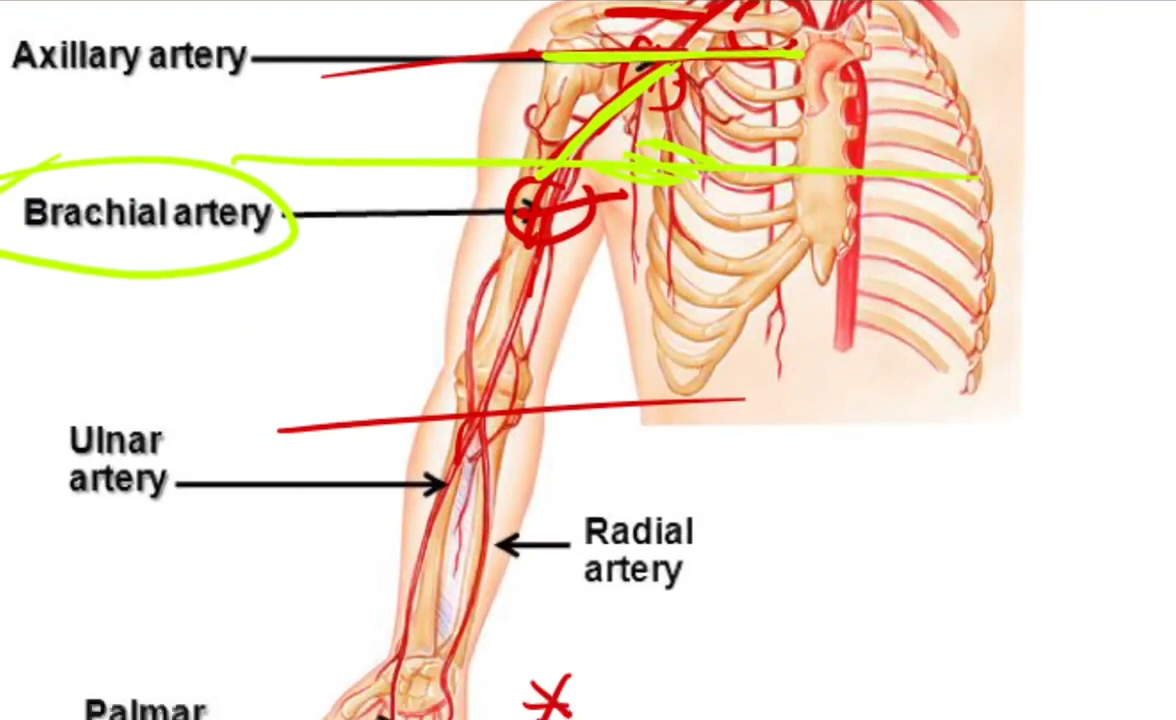 Axillary artery
Brachial artery
Ulnar
artery
Radial
artery
Palmar